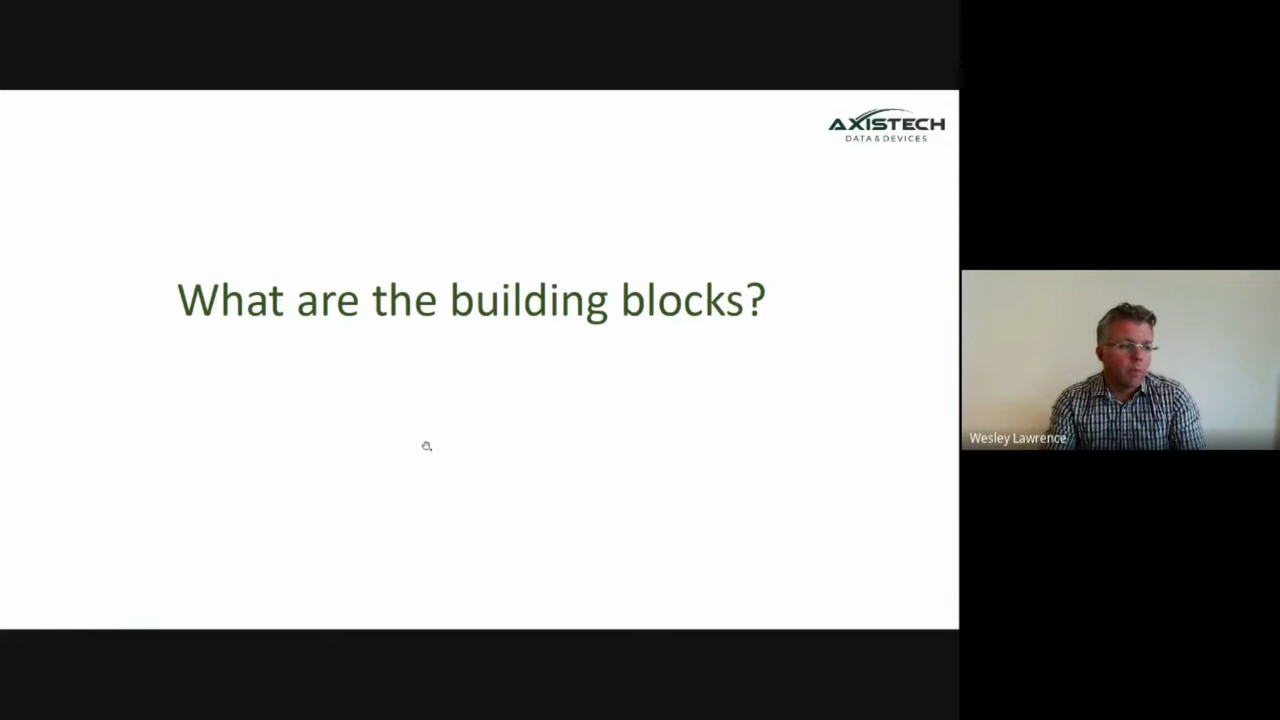 AXISTECH
DATA & DEVICES
What are the building blocks?
Wesley Lawrence